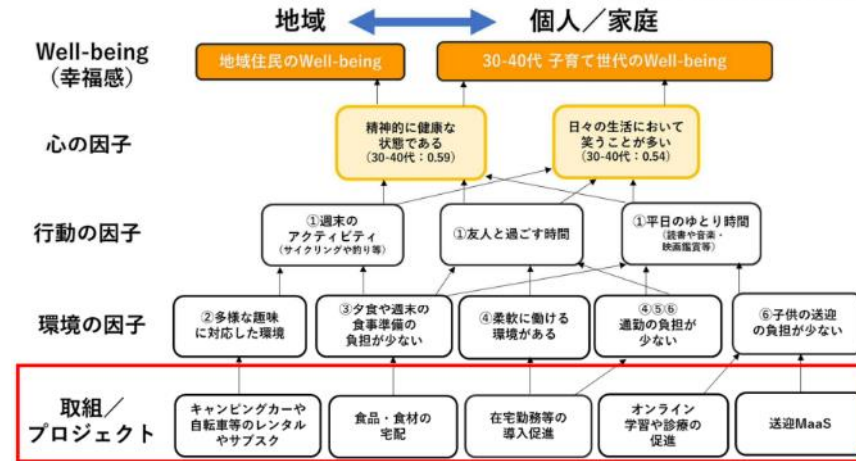 地域 個人／家庭
Well-being
（幸福感）
地域住民のWell-being
30-40代 子育て世代のWell-being
心の因子
精神的に健康な
状態である
（30-40代：0.59）
日々の生活において
笑うことが多い
（30-40代：0.54）
行動の因子
①週末の
アクティビティ
（サイクリングや釣り等）
①友人と過ごす時間
①平日のゆとり時間
（読書や音楽・
映画鑑賞等）
環境の因子
②多様な趣味
に対応した環境
③夕食や週末の
食事準備の
負担が少ない
④柔軟に働ける
環境がある
④⑤⑥
通勤の負担が
少ない
⑥子供の送迎
の負担が少ない
取組／
プロジェクト
キャンピングカーや
自転車等のレンタル
やサブスク
食品・食材の
宅配
在宅勤務等の
導入促進
オンライン
学習や診療の
促進
送迎MaaS